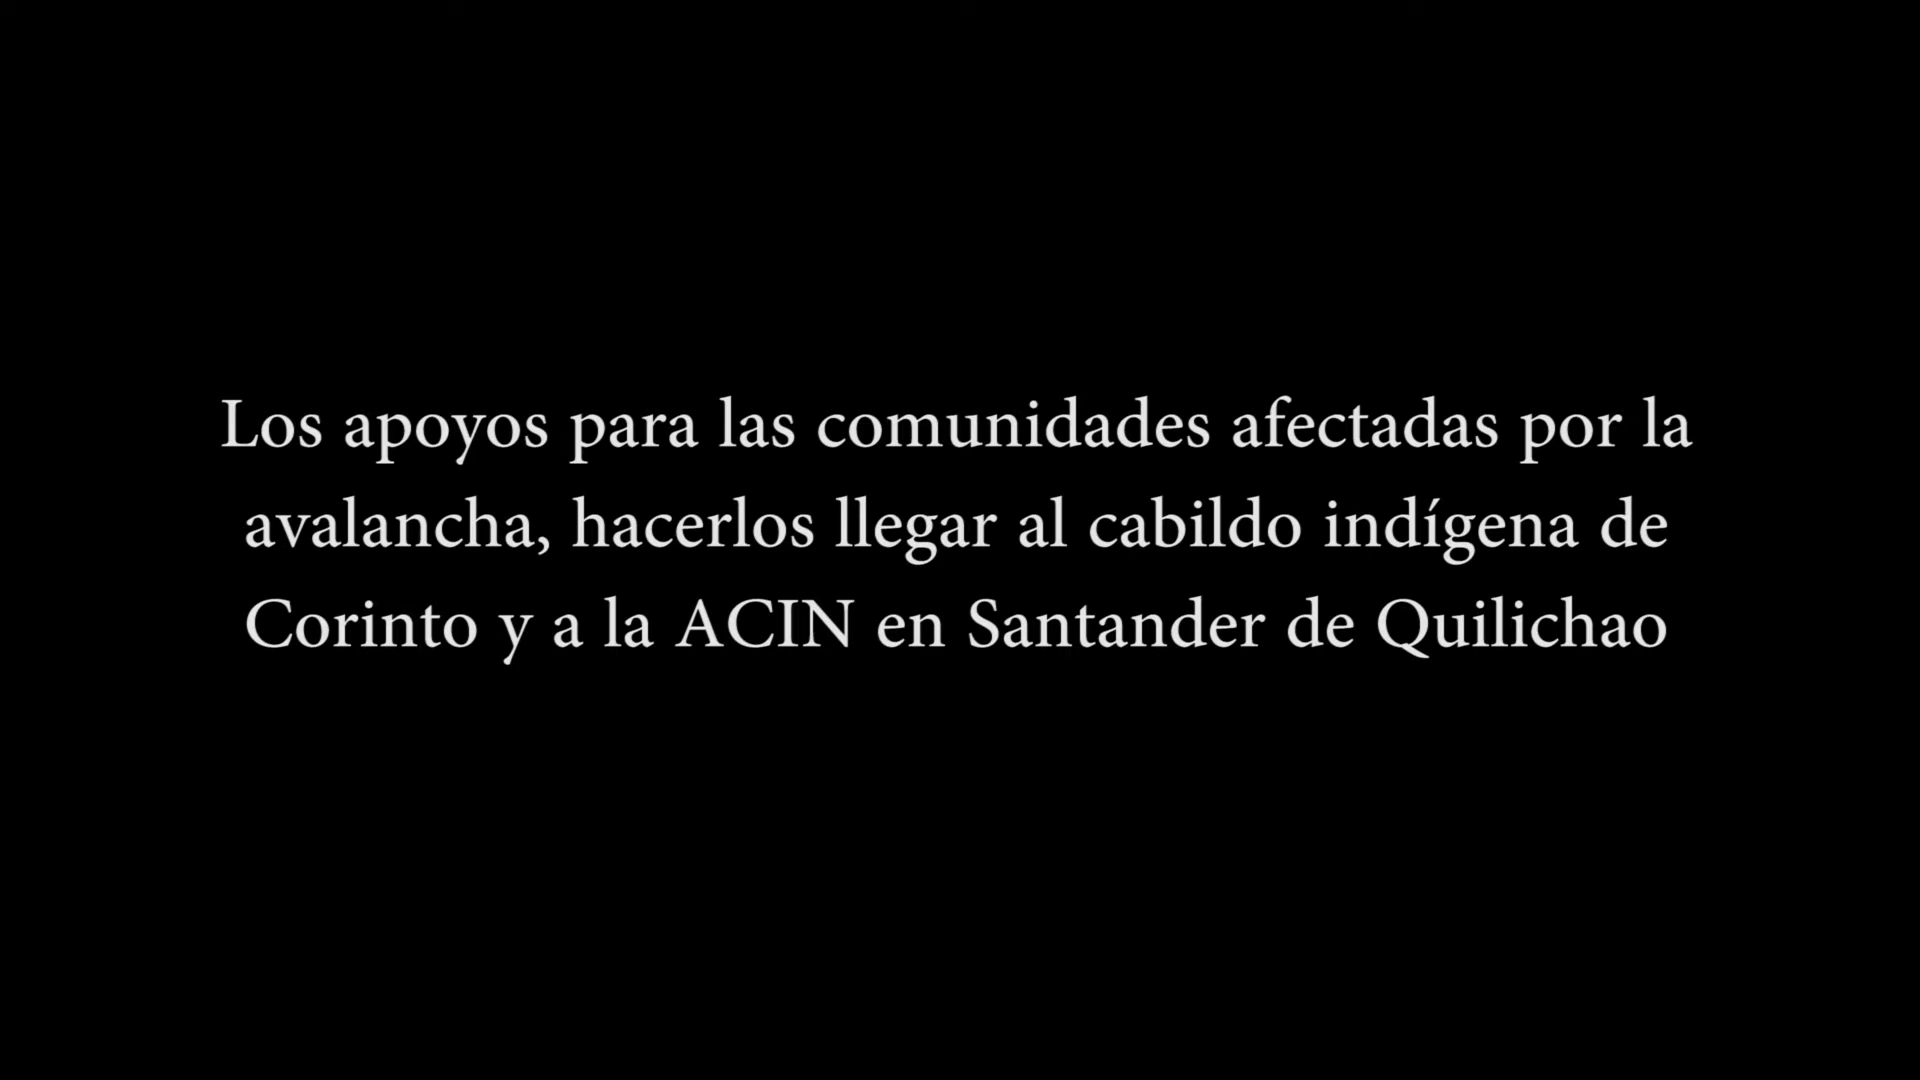 Los apoyos para las comunidades afectadas por la
avalancha, hacerlos llegar al cabildo indígena de
Corinto y a la ACIN en Santander de Quilichao